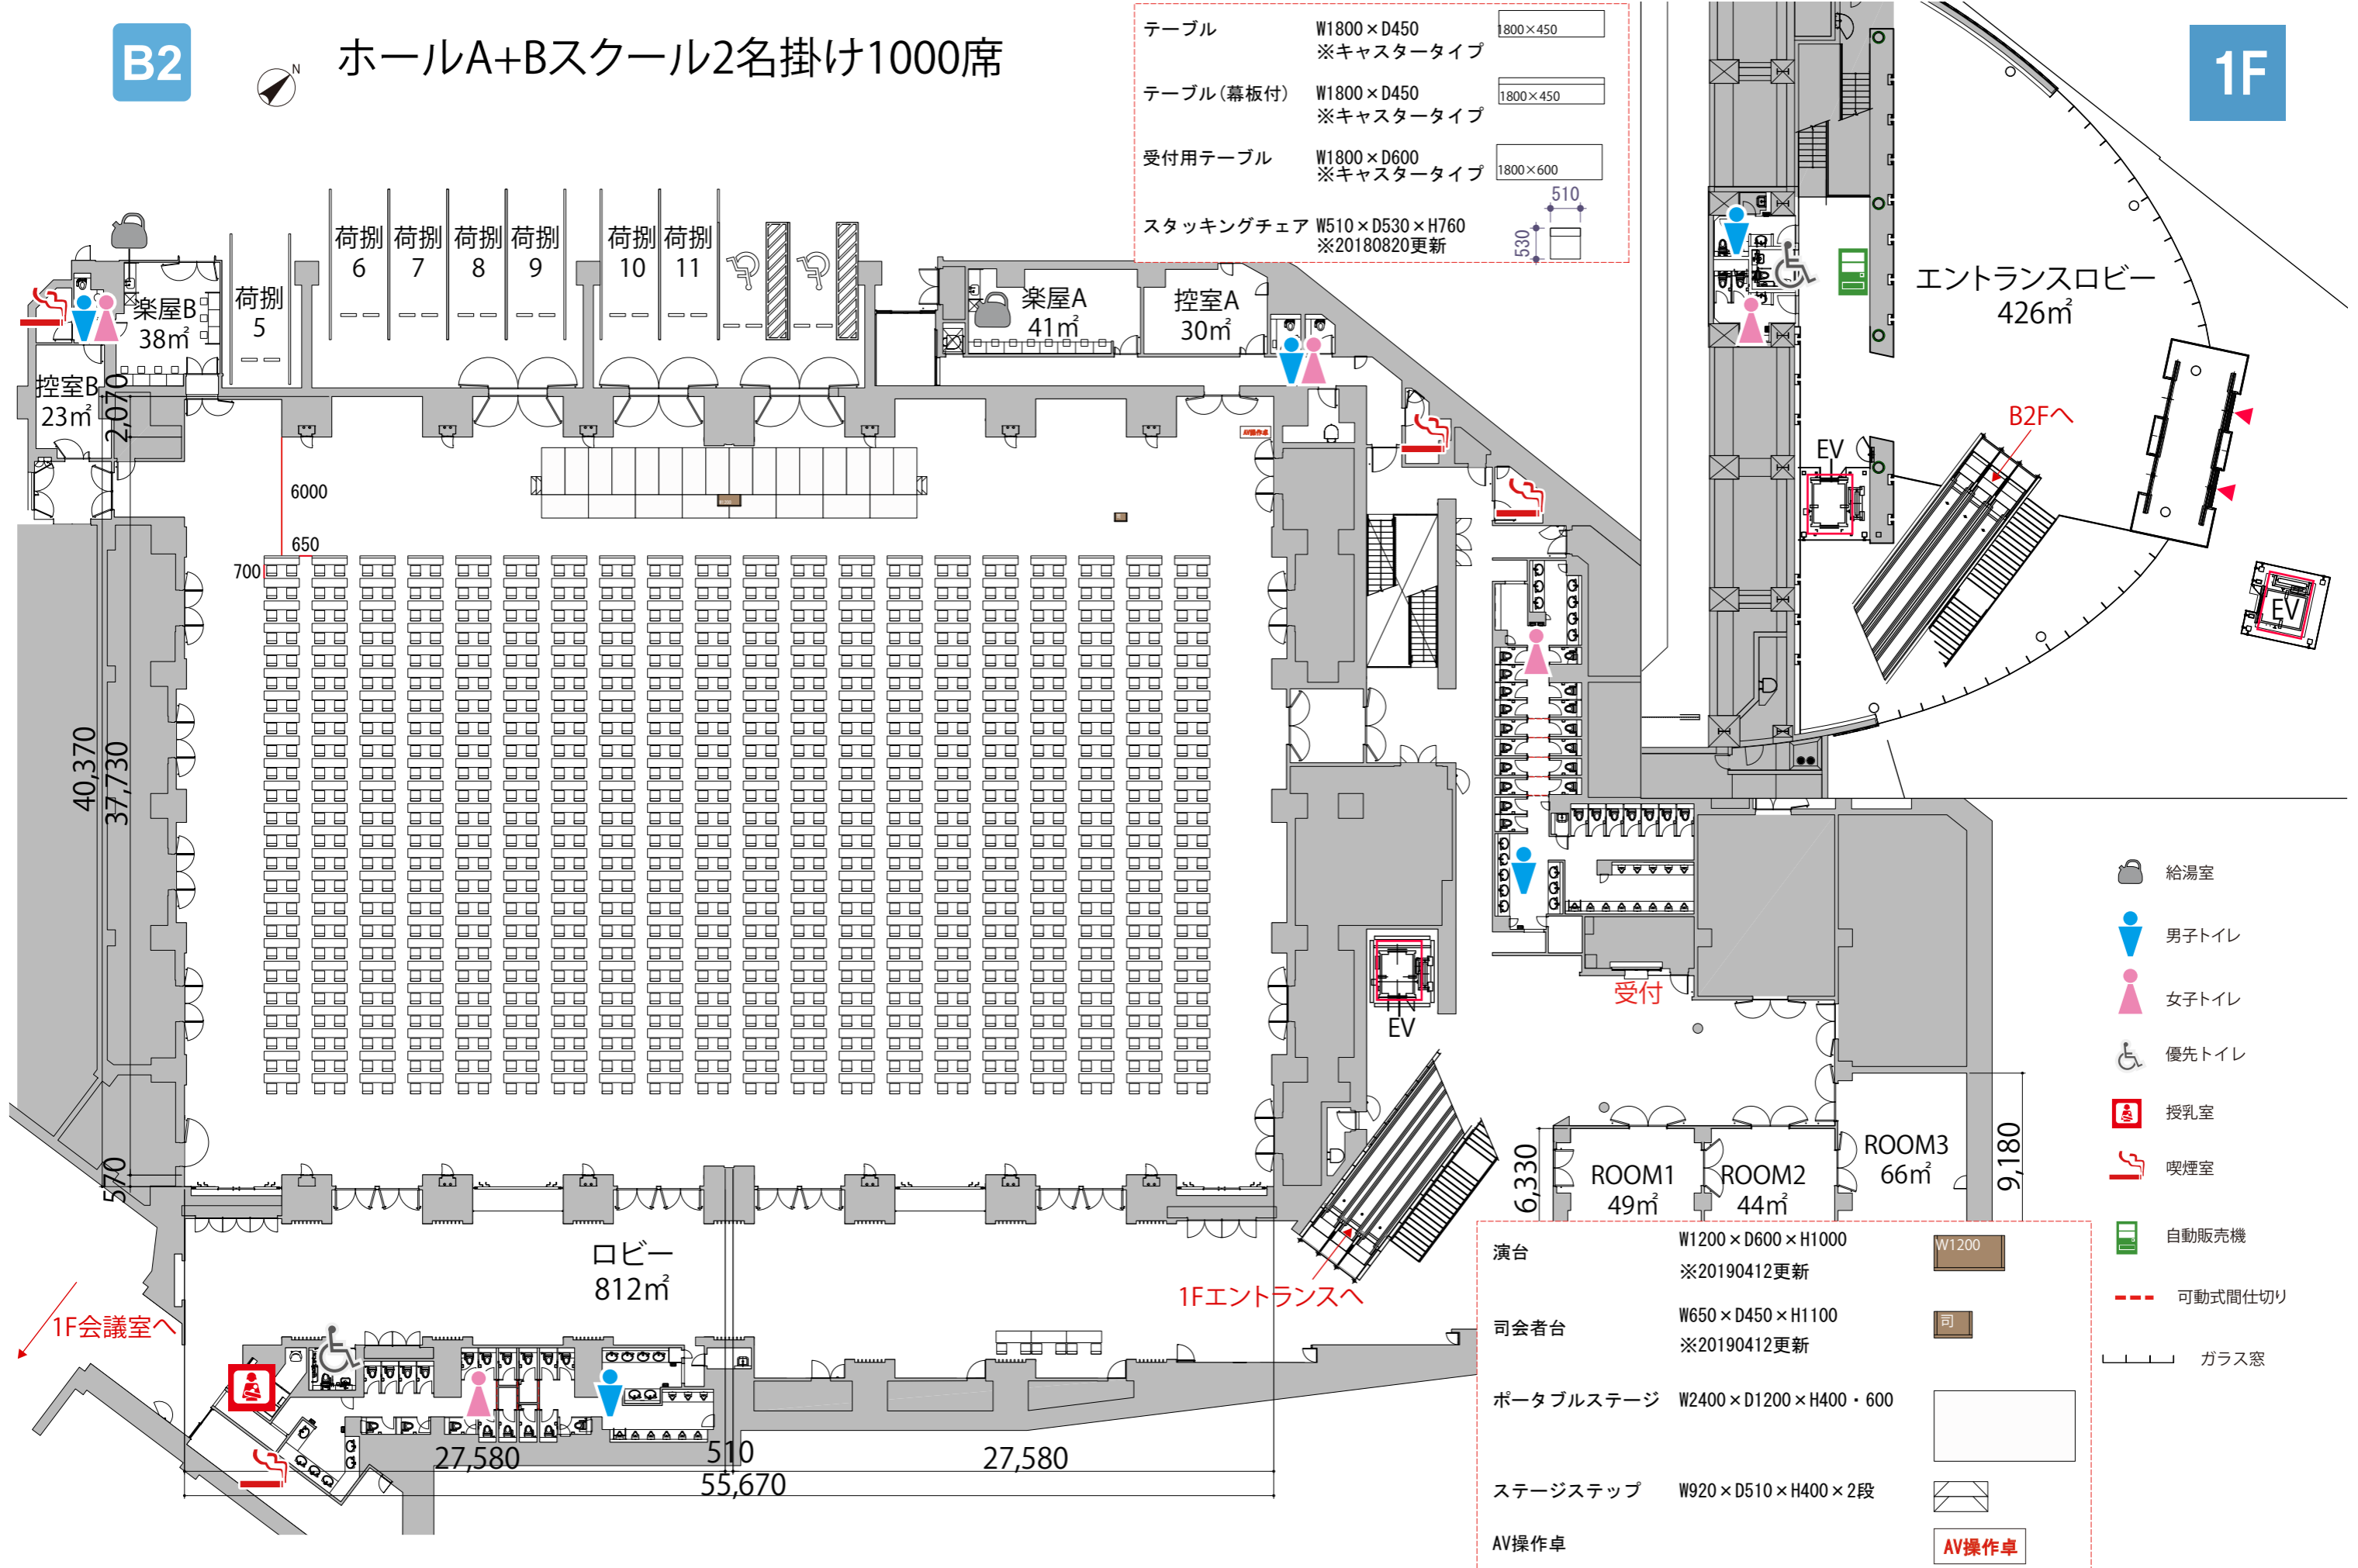 B2
N
ホールA+Bスクール2名掛け1000席
テーブル W1800×D450
※キャスタータイプ
1800×450
テーブル(幕板付) W1800×D450
※キャスタータイプ
1800×450
受付用テーブル W1800×D600
※キャスタータイプ
1800×600
スタッキングチェア W510×D530×H760
※20180820更新
510
530
1F
エントランスロビー
426㎡
B2Fへ
EV
EV
荷捌
5
荷捌
6
荷捌
7
荷捌
8
荷捌
9
荷捌
10
荷捌
11
楽屋B
38㎡
控室B
23㎡
楽屋A
41㎡
控室A
30㎡
AV操作卓
2,070
6000
650
700
40,370
37,730
570
EV
受付
ROOM1
49㎡
ROOM2
44㎡
ROOM3
66㎡
6,330
9,180
ロビー
812㎡
1Fエントランスへ
1F会議室へ
27,580
510
27,580
55,670
給湯室
男子トイレ
女子トイレ
優先トイレ
授乳室
喫煙室
自動販売機
可動式間仕切り
ガラス窓
演台 W1200×D600×H1000
※20190412更新
W1200
司会者台 W650×D450×H1100
※20190412更新
司
ポータブルステージ W2400×D1200×H400・600
ステージステップ W920×D510×H400×2段
AV操作卓
AV操作卓